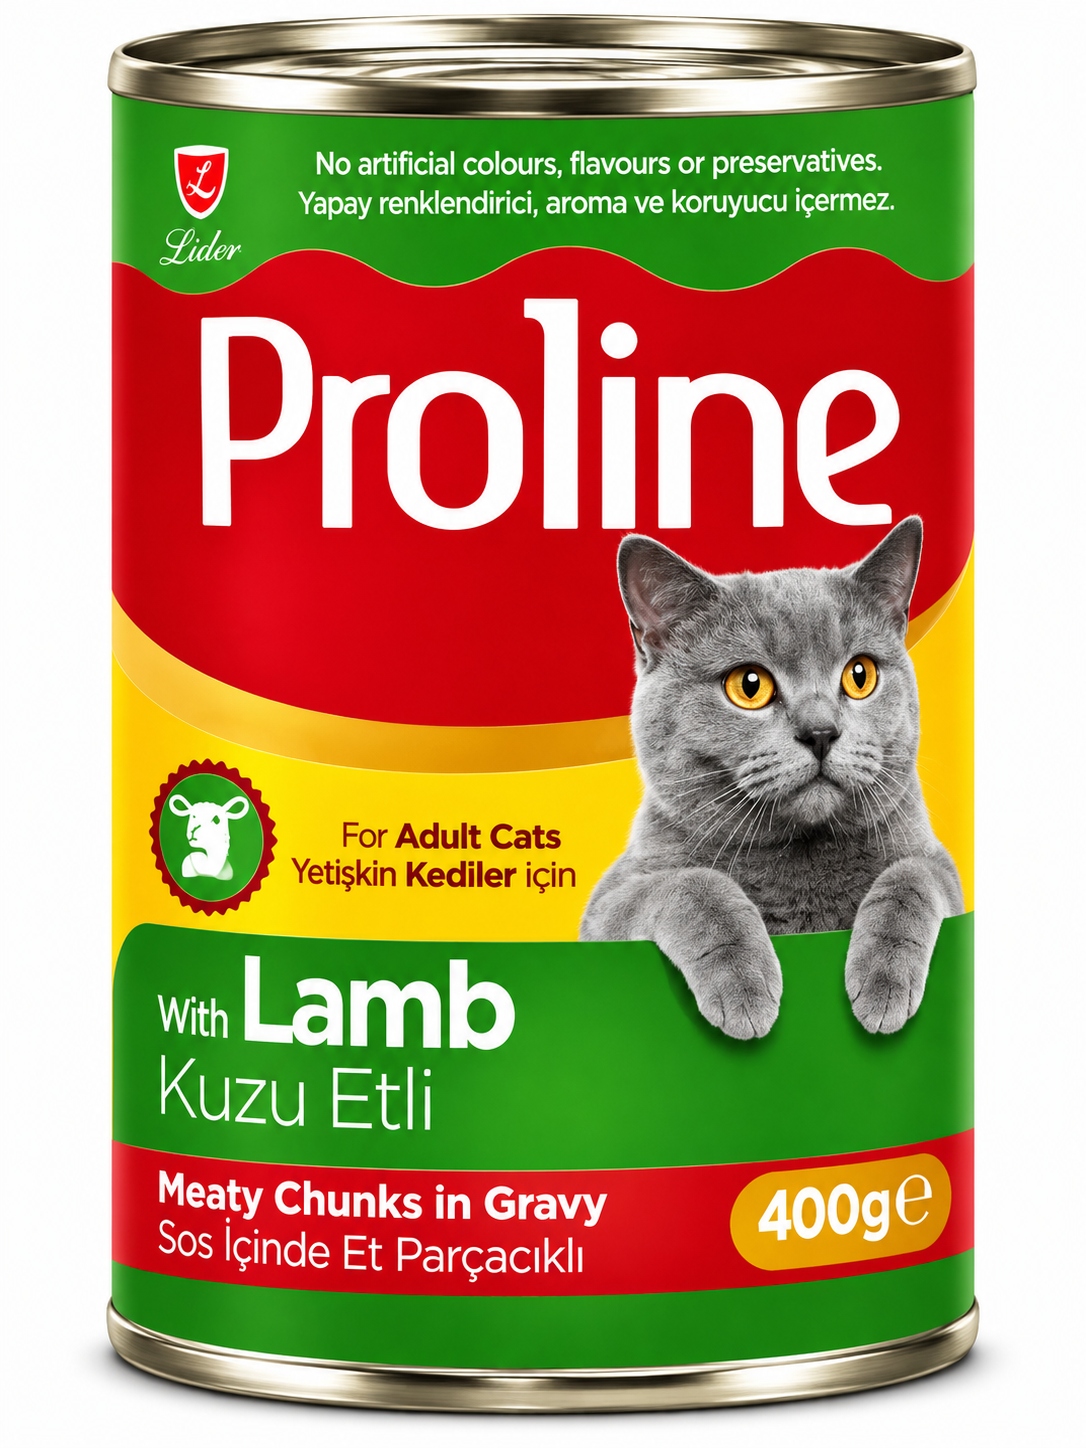 L
Lider
No artificial colours, flavours or preservatives.
Yapay renklendirici, aroma ve koruyucu içermez.
Proline
For Adult Cats
Yetişkin Kediler için
With Lamb
Kuzu Etli
Meaty Chunks in Gravy
Sos İçinde Et Parçacıklı
400g℮